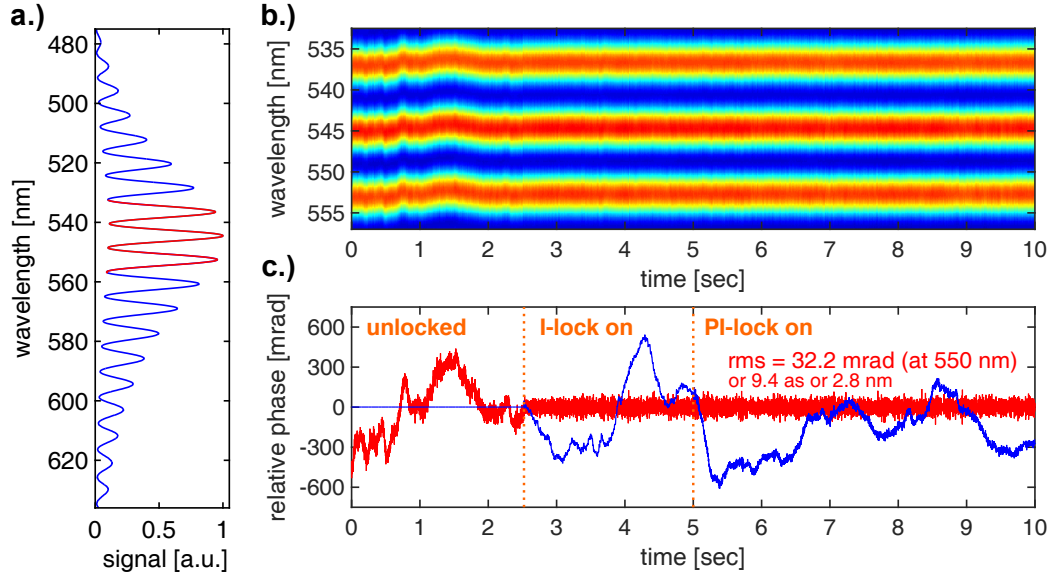 a.)
480
500
520
540
560
580
600
620
wavelength [nm]
0
0.5
1
signal [a.u.]
b.)
535
540
545
550
555
wavelength [nm]
0 1 2 3 4 5 6 7 8 9 10
time [sec]
c.)
600
300
0
-300
-600
relative phase [mrad]
unlocked
I-lock on
PI-lock on
rms = 32.2 mrad (at 550 nm)
or 9.4 as or 2.8 nm
0 1 2 3 4 5 6 7 8 9 10
time [sec]